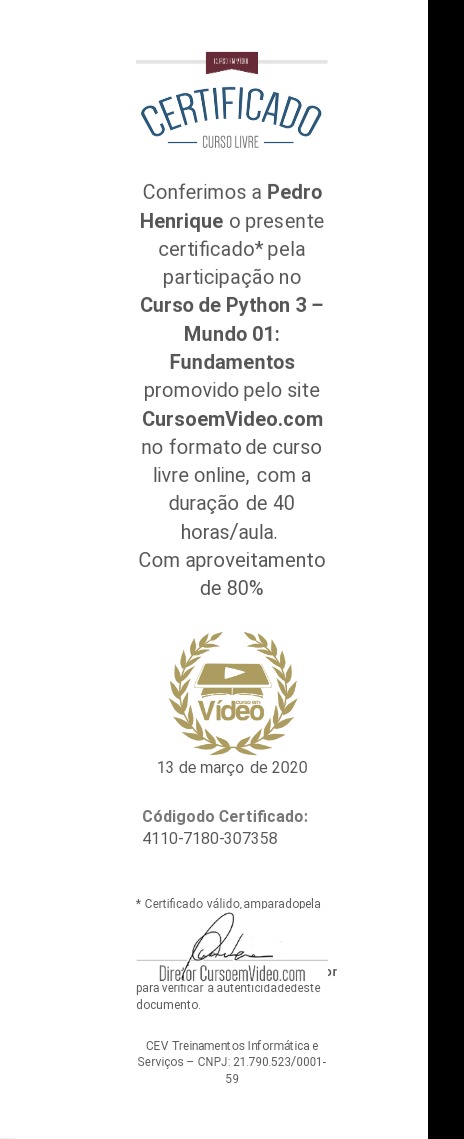 CURSO EM VÍDEO
CERTIFICADO
CURSO LIVRE
Conferimos a Pedro
Henrique o presente
certificado* pela
participação no
Curso de Python 3 –
Mundo 01:
Fundamentos
promovido pelo site
CursoemVideo.com
no formato de curso
livre online, com a
duração de 40
horas/aula.
Com aproveitamento
de 80%
curso em
Vídeo
13 de março de 2020
Códigodo Certificado:
4110-7180-307358
* Certificado válido,amparadopela
Diretor CursoemVideo.com
para verificar a autenticidadedeste
documento.
CEV Treinamentos Informática e
Serviços – CNPJ: 21.790.523/0001-
59